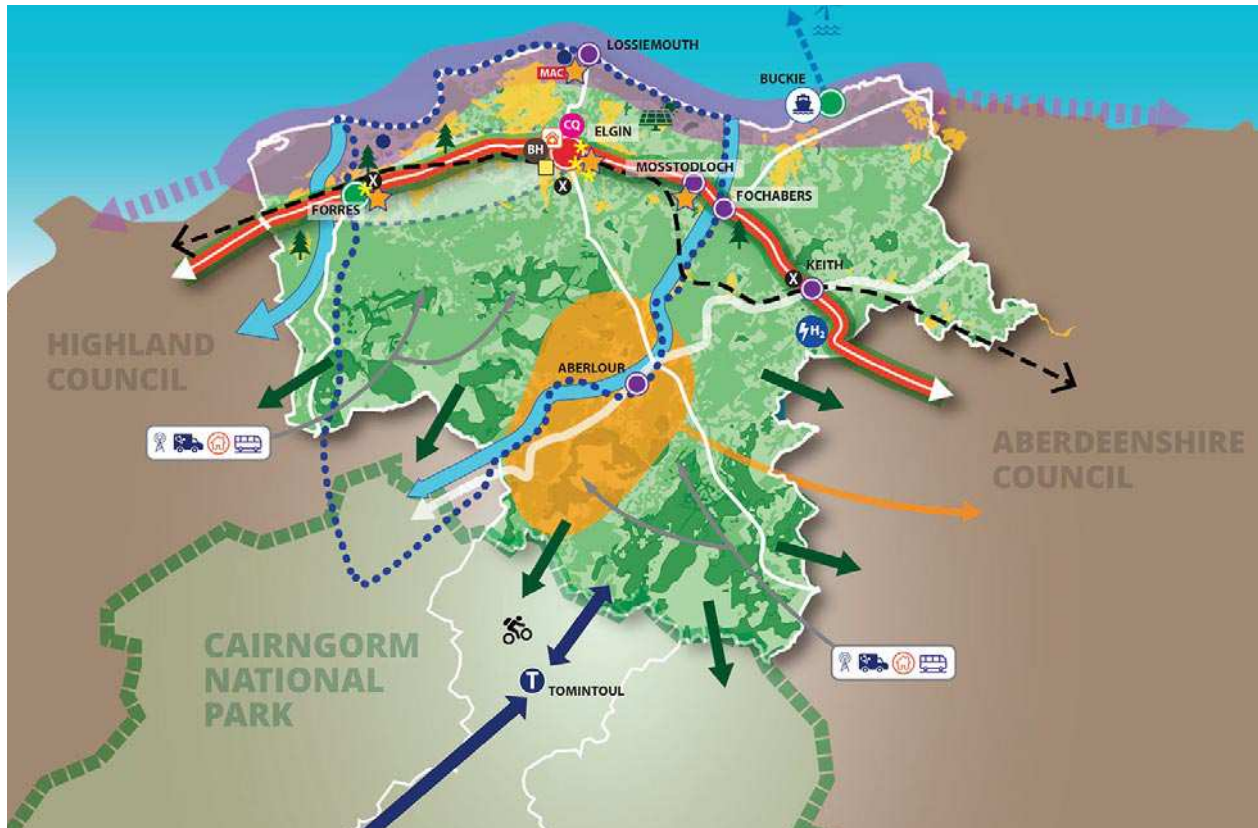 LOSSIEMOUTH
MAC
BUCKIE
CQ
ELGIN
BH
MOSSTODLOCH
X
X
FORRES
FOCHABERS
KEITH
X
H2
HIGHLAND
COUNCIL
ABERLOUR
ABERDEENSHIRE
COUNCIL
CAIRNGORM
NATIONAL
PARK
T
TOMINTOUL